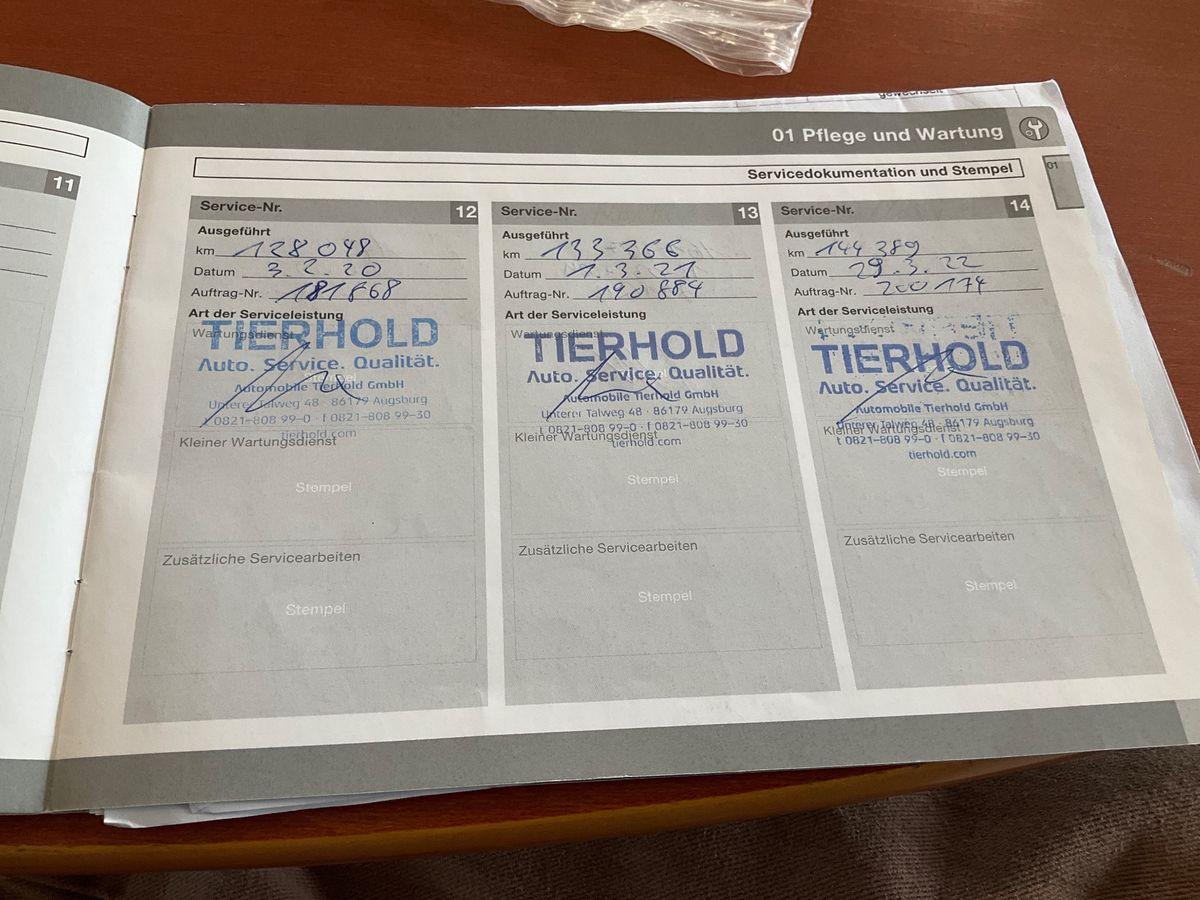 gewechselt
01 Pflege und Wartung
01
Servicedokumentation und Stempel
11
Service-Nr. 12
Ausgeführt
km 128 048
Datum 3.2.20
Auftrag-Nr. 181868
Art der Serviceleistung
Wartungsdienst
TIERHOLD
Auto. Service. Qualität.
Automobile Tierhold GmbH
Unterer Talweg 48 · 86179 Augsburg
t 0821-808 99-0 · f 0821-808 99-30
tierhold.com
Kleiner Wartungsdienst
Stempel
Zusätzliche Servicearbeiten
Stempel
Service-Nr. 13
Ausgeführt
km 133 366
Datum 1.3.21
Auftrag-Nr. 190 884
Art der Serviceleistung
Wartungsdienst
TIERHOLD
Auto. Service. Qualität.
Automobile Tierhold GmbH
Unterer Talweg 48 · 86179 Augsburg
t 0821-808 99-0 · f 0821-808 99-30
Kleiner Wartungsdienst
tierhold.com
Stempel
Zusätzliche Servicearbeiten
Stempel
Service-Nr. 14
Ausgeführt
km 144 389
Datum 29.3.22
Auftrag-Nr. 200 174
Art der Serviceleistung
Wartungsdienst
TIERHOLD
Auto. Service. Qualität.
Automobile Tierhold GmbH
Unterer Talweg 48 · 86179 Augsburg
Kleiner Wartungsdienst
t 0821-808 99-0 · f 0821-808 99-30
tierhold.com
Stempel
Zusätzliche Servicearbeiten
Stempel